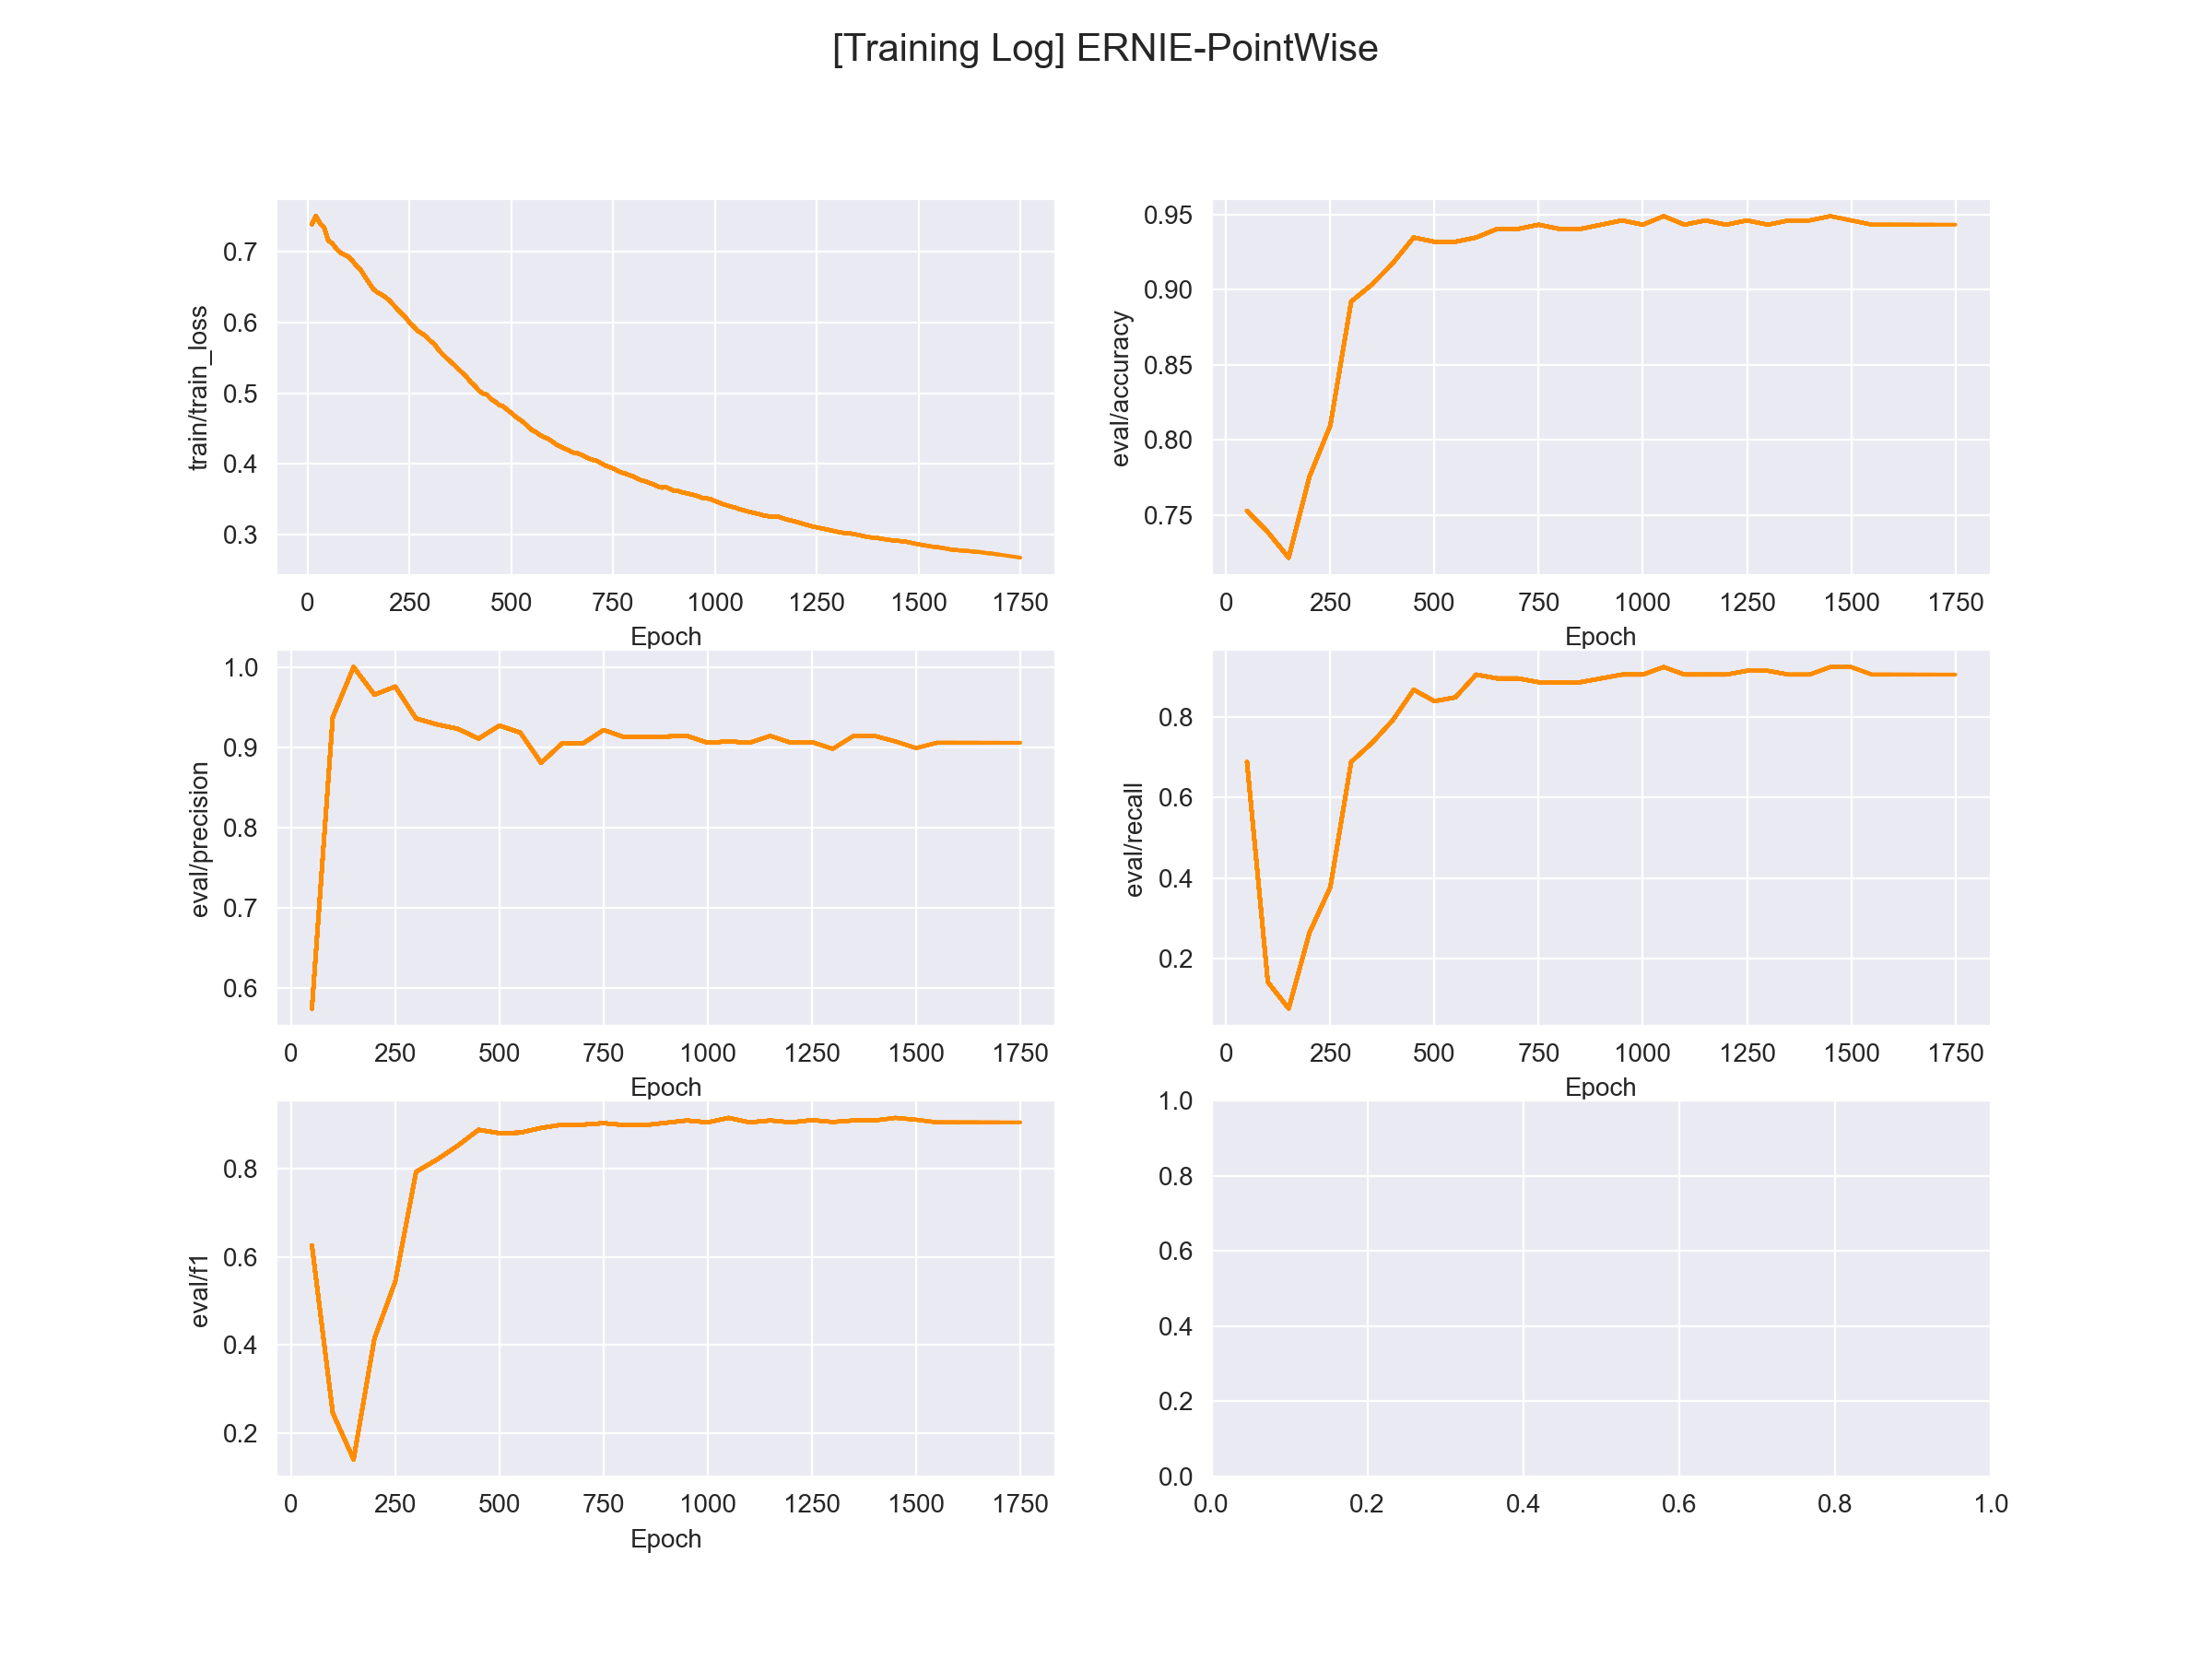 [Training Log] ERNIE-PointWise
train/train_loss
0.7
0.6
0.5
0.4
0.3
0 250 500 750 1000 1250 1500 1750
Epoch
eval/accuracy
0.95
0.90
0.85
0.80
0.75
0 250 500 750 1000 1250 1500 1750
Epoch
eval/precision
1.0
0.9
0.8
0.7
0.6
0 250 500 750 1000 1250 1500 1750
Epoch
eval/recall
0.8
0.6
0.4
0.2
0 250 500 750 1000 1250 1500 1750
Epoch
eval/f1
0.8
0.6
0.4
0.2
0 250 500 750 1000 1250 1500 1750
Epoch
1.0
0.8
0.6
0.4
0.2
0.0
0.0 0.2 0.4 0.6 0.8 1.0